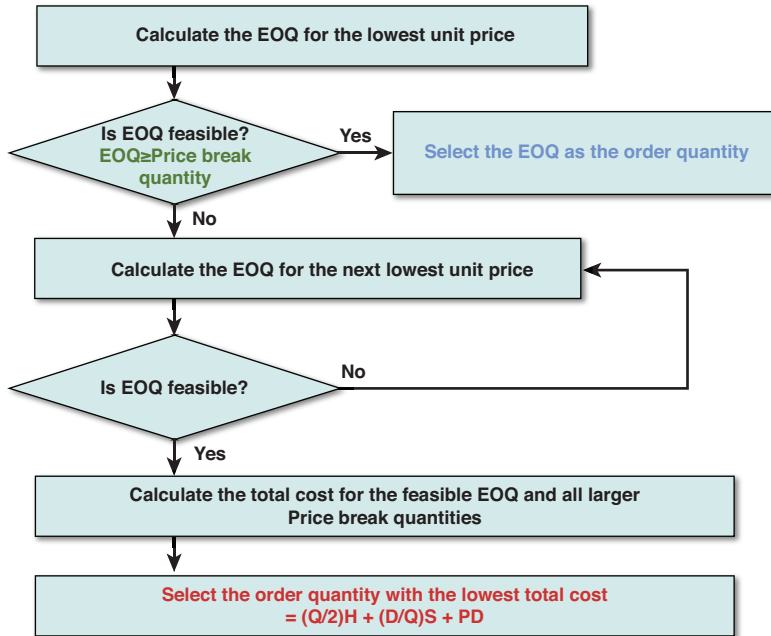 Calculate the EOQ for the lowest unit price
Is EOQ feasible?
EOQ≥Price break
quantity
Yes
Select the EOQ as the order quantity
No
Calculate the EOQ for the next lowest unit price
Is EOQ feasible?
No
Yes
Calculate the total cost for the feasible EOQ and all larger
Price break quantities
Select the order quantity with the lowest total cost
= (Q/2)H + (D/Q)S + PD